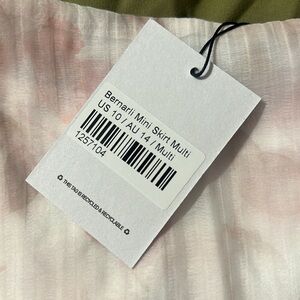 Bernarli Mini Skirt Multi
US 10 / AU 14 / Multi
1257104
♻ THIS TAG IS RECYCLED & RECYCLABLE ♻